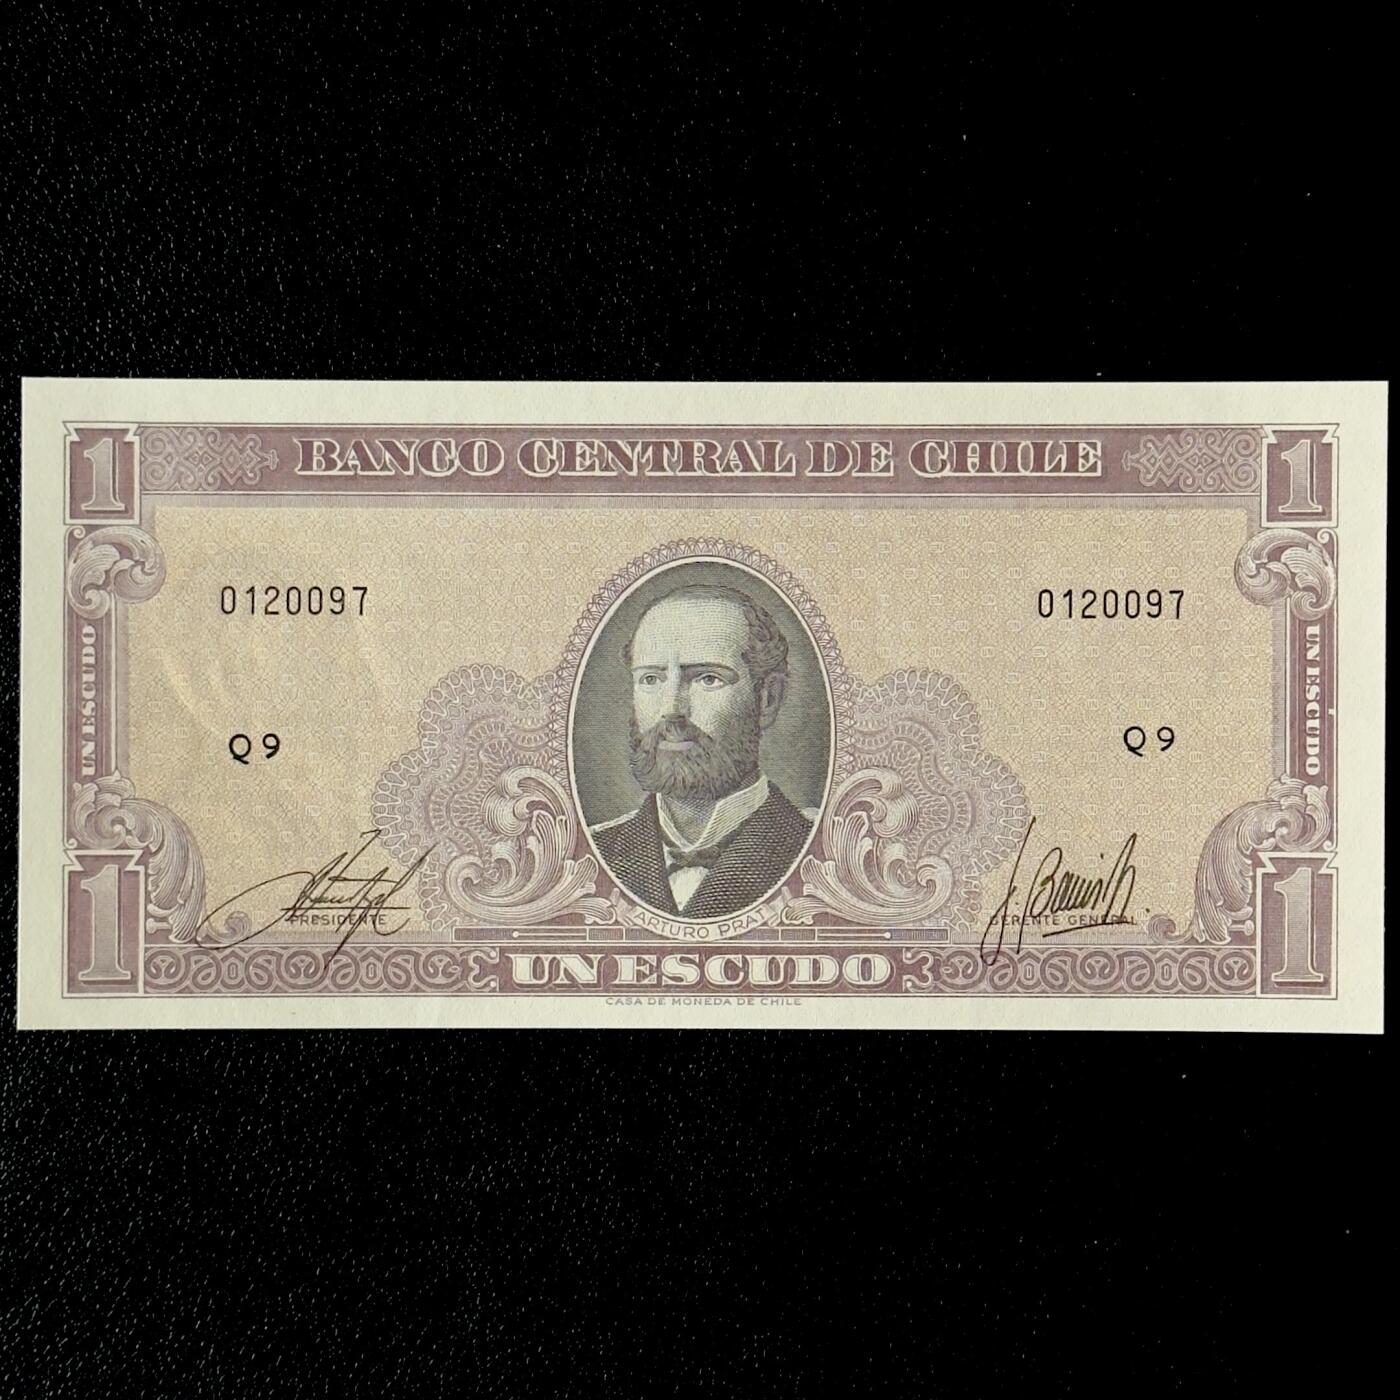 1 BANCO CENTRAL DE CHILE 1
0120097 0120097
UN ESCUDO UN ESCUDO
Q9 Q9
PRESIDENTE GERENTE GENERAL
ARTURO PRAT
1 UN ESCUDO 1
CASA DE MONEDA DE CHILE